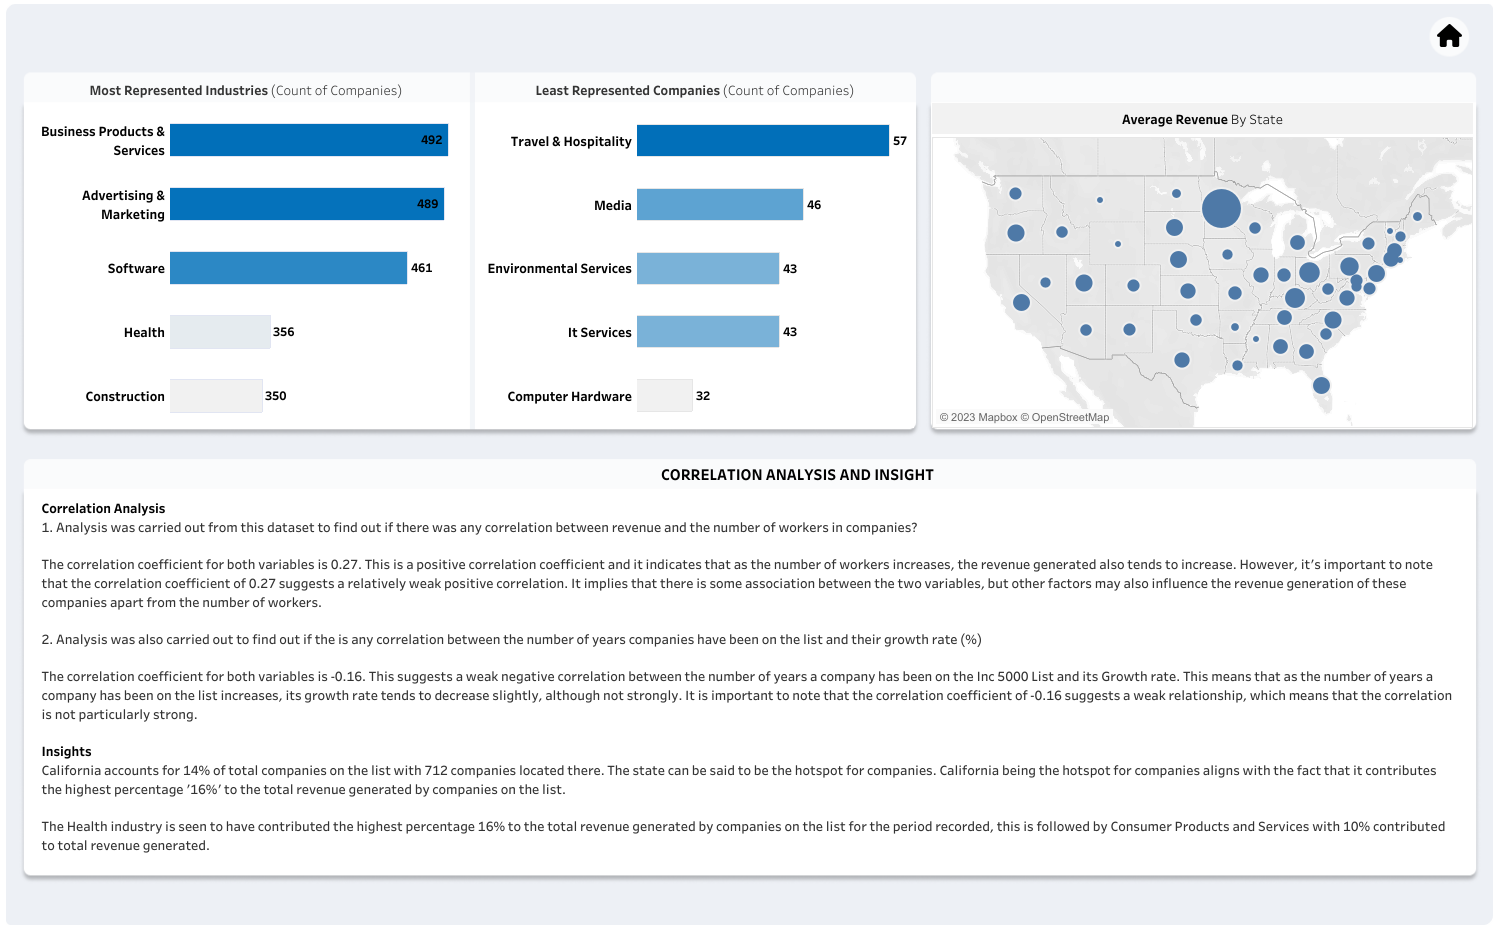 Most Represented Industries (Count of Companies)
Business Products &
Services
492
Advertising &
Marketing
489
Software
461
Health
356
Construction
350
Least Represented Companies (Count of Companies)
Travel & Hospitality
57
Media
46
Environmental Services
43
It Services
43
Computer Hardware
32
Average Revenue By State
© 2023 Mapbox © OpenStreetMap
CORRELATION ANALYSIS AND INSIGHT
Correlation Analysis
1. Analysis was carried out from this dataset to find out if there was any correlation between revenue and the number of workers in companies?
The correlation coefficient for both variables is 0.27. This is a positive correlation coefficient and it indicates that as the number of workers increases, the revenue generated also tends to increase. However, it's important to note
that the correlation coefficient of 0.27 suggests a relatively weak positive correlation. It implies that there is some association between the two variables, but other factors may also influence the revenue generation of these
companies apart from the number of workers.
2. Analysis was also carried out to find out if the is any correlation between the number of years companies have been on the list and their growth rate (%)
The correlation coefficient for both variables is -0.16. This suggests a weak negative correlation between the number of years a company has been on the Inc 5000 List and its Growth rate. This means that as the number of years a
company has been on the list increases, its growth rate tends to decrease slightly, although not strongly. It is important to note that the correlation coefficient of -0.16 suggests a weak relationship, which means that the correlation
is not particularly strong.
Insights
California accounts for 14% of total companies on the list with 712 companies located there. The state can be said to be the hotspot for companies. California being the hotspot for companies aligns with the fact that it contributes
the highest percentage '16%' to the total revenue generated by companies on the list.
The Health industry is seen to have contributed the highest percentage 16% to the total revenue generated by companies on the list for the period recorded, this is followed by Consumer Products and Services with 10% contributed
to total revenue generated.